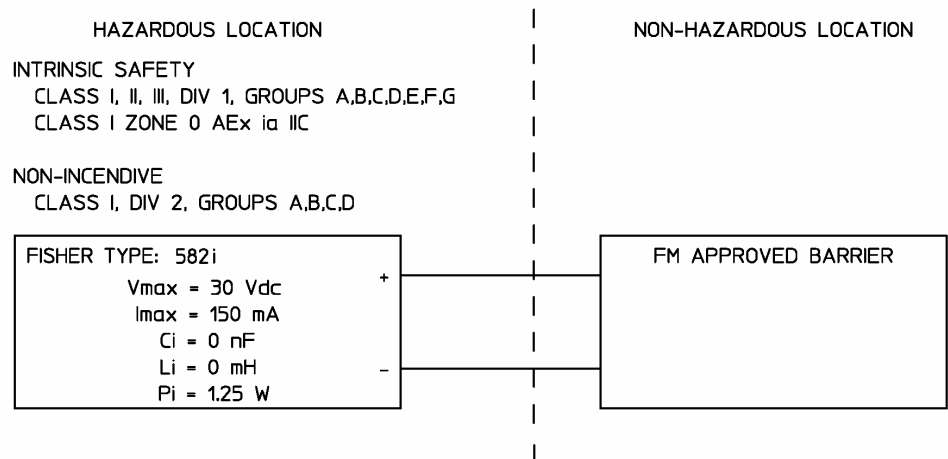 HAZARDOUS LOCATION
NON-HAZARDOUS LOCATION
INTRINSIC SAFETY
CLASS I, II, III, DIV 1, GROUPS A,B,C,D,E,F,G
CLASS I ZONE 0 AEx ia IIC
NON-INCENDIVE
CLASS I, DIV 2, GROUPS A,B,C,D
FISHER TYPE: 582i
+
Vmax = 30 Vdc
Imax = 150 mA
Ci = 0 nF
Li = 0 mH
-
Pi = 1.25 W
FM APPROVED BARRIER